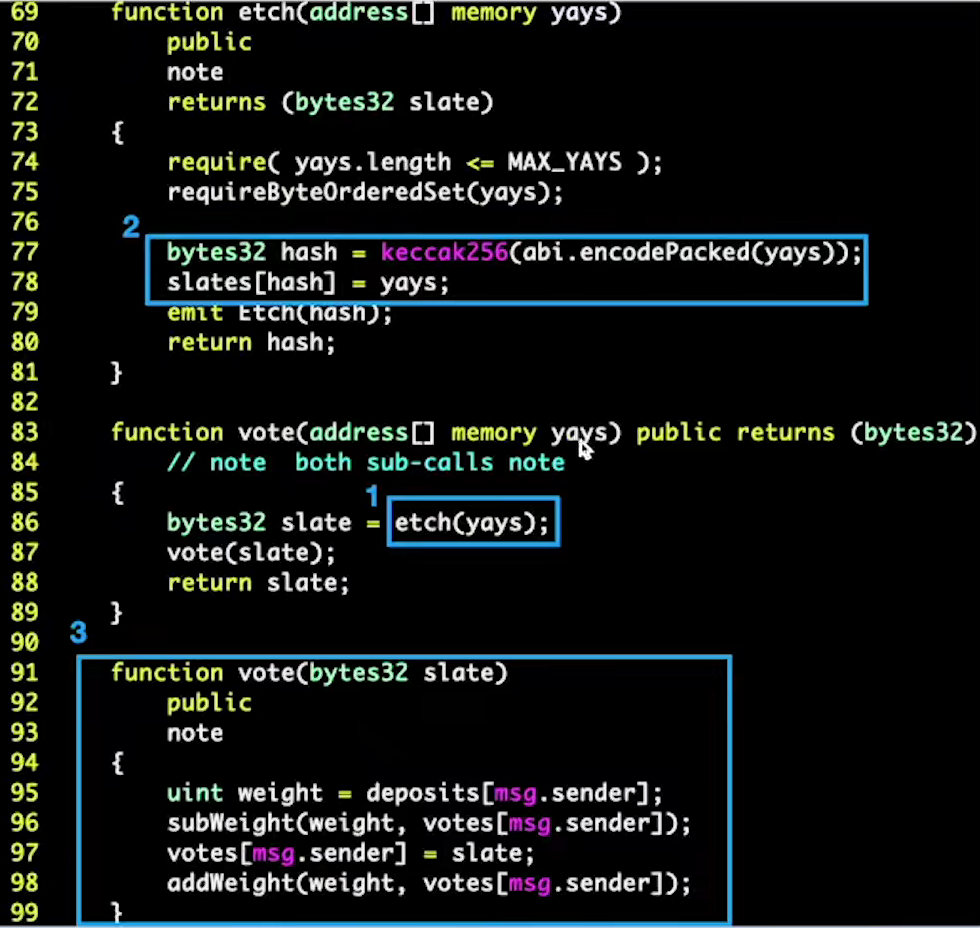 69 function etch(address[] memory yays)
70 public
71 note
72 returns (bytes32 slate)
73 {
74 require( yays.length <= MAX_YAYS );
75 requireByteOrderedSet(yays);
76
2
77 bytes32 hash = keccak256(abi.encodePacked(yays));
78 slates[hash] = yays;
79 emit Etch(hash);
80 return hash;
81 }
82
83 function vote(address[] memory yays) public returns (bytes32)
84 // note both sub-calls note
85 {
1
86 bytes32 slate = etch(yays);
87 vote(slate);
88 return slate;
89 }
90
3
91 function vote(bytes32 slate)
92 public
93 note
94 {
95 uint weight = deposits[msg.sender];
96 subWeight(weight, votes[msg.sender]);
97 votes[msg.sender] = slate;
98 addWeight(weight, votes[msg.sender]);
99 }